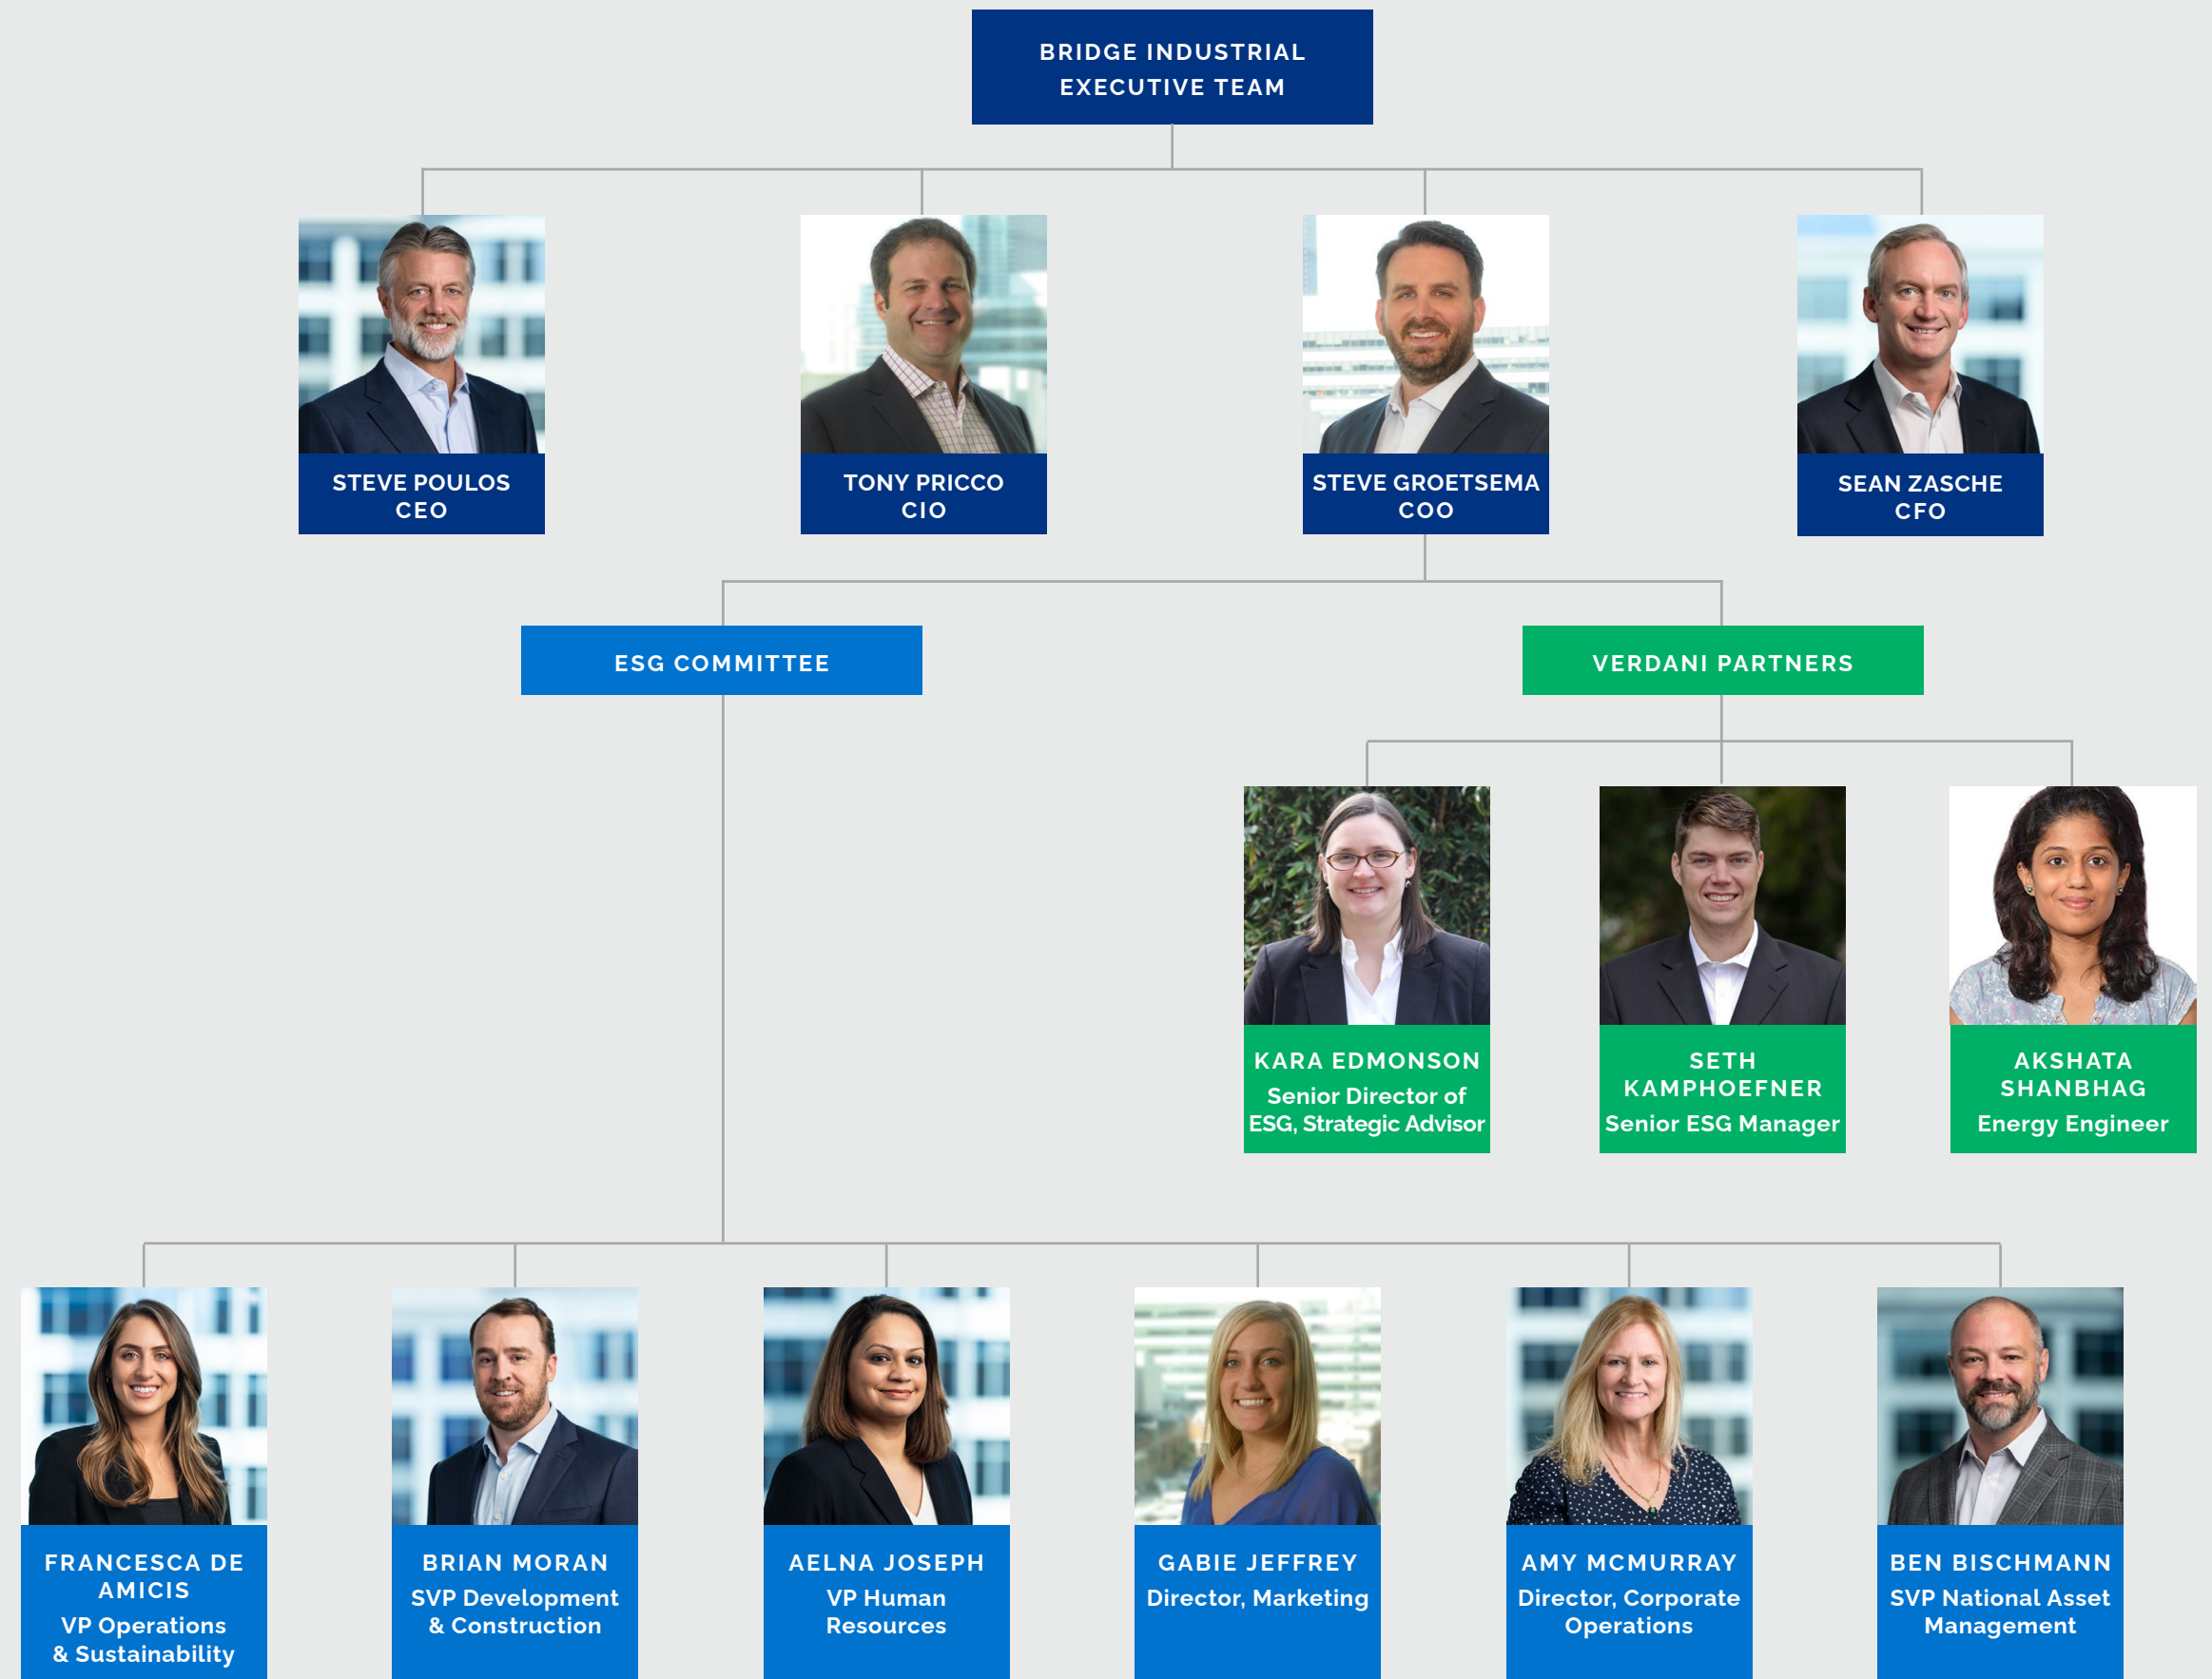 BRIDGE INDUSTRIAL
EXECUTIVE TEAM
STEVE POULOS
CEO
TONY PRICCO
CIO
STEVE GROETSEMA
COO
SEAN ZASCHE
CFO
ESG COMMITTEE
VERDANI PARTNERS
KARA EDMONSON
Senior Director of
ESG, Strategic Advisor
SETH
KAMPHOEFNER
Senior ESG Manager
AKSHATA
SHANBHAG
Energy Engineer
FRANCESCA DE
AMICIS
VP Operations
& Sustainability
BRIAN MORAN
SVP Development
& Construction
AELNA JOSEPH
VP Human
Resources
GABIE JEFFREY
Director, Marketing
AMY MCMURRAY
Director, Corporate
Operations
BEN BISCHMANN
SVP National Asset
Management